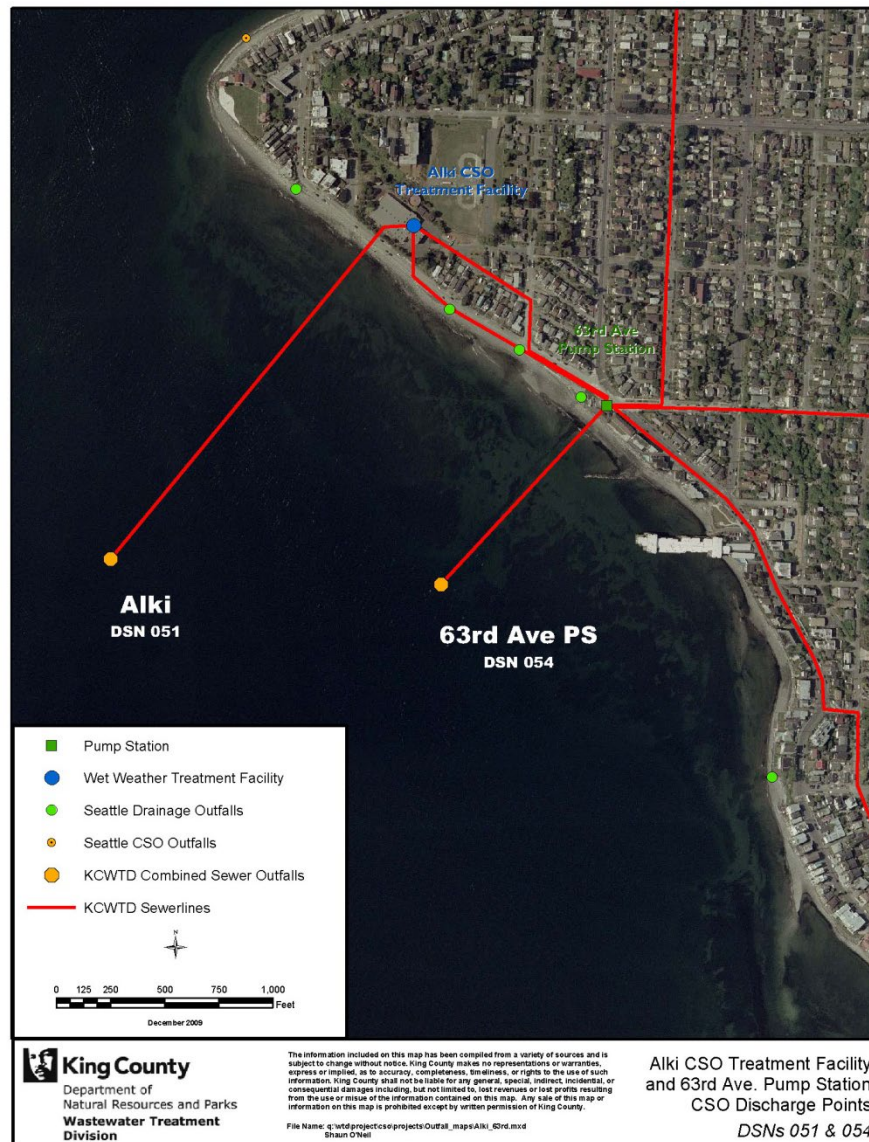 Alki CSO
Treatment Facility
63rd Ave
Pump Station
Alki
DSN 051
63rd Ave PS
DSN 054
Pump Station
Wet Weather Treatment Facility
Seattle Drainage Outfalls
Seattle CSO Outfalls
KCWTD Combined Sewer Outfalls
KCWTD Sewerlines
N
0 125 250 500 750 1,000
Feet
December 2009
King County
Department of
Natural Resources and Parks
Wastewater Treatment
Division
The information included on this map has been compiled from a variety of sources and is
subject to change without notice. King County makes no representations or warranties,
express or implied, as to accuracy, completeness, timeliness, or rights to the use of such
information. King County shall not be liable for any general, special, indirect, incidental, or
consequential damages including, but not limited to, lost revenues or lost profits resulting
from the use or misuse of the information contained on this map. Any sale of this map or
information on this map is prohibited except by written permission of King County.
File Name: q:\wtd\project\cso\projects\Outfall_maps\Alki_63rd.mxd
Shaun O'Neil
Alki CSO Treatment Facility
and 63rd Ave. Pump Station
CSO Discharge Points
DSNs 051 & 054